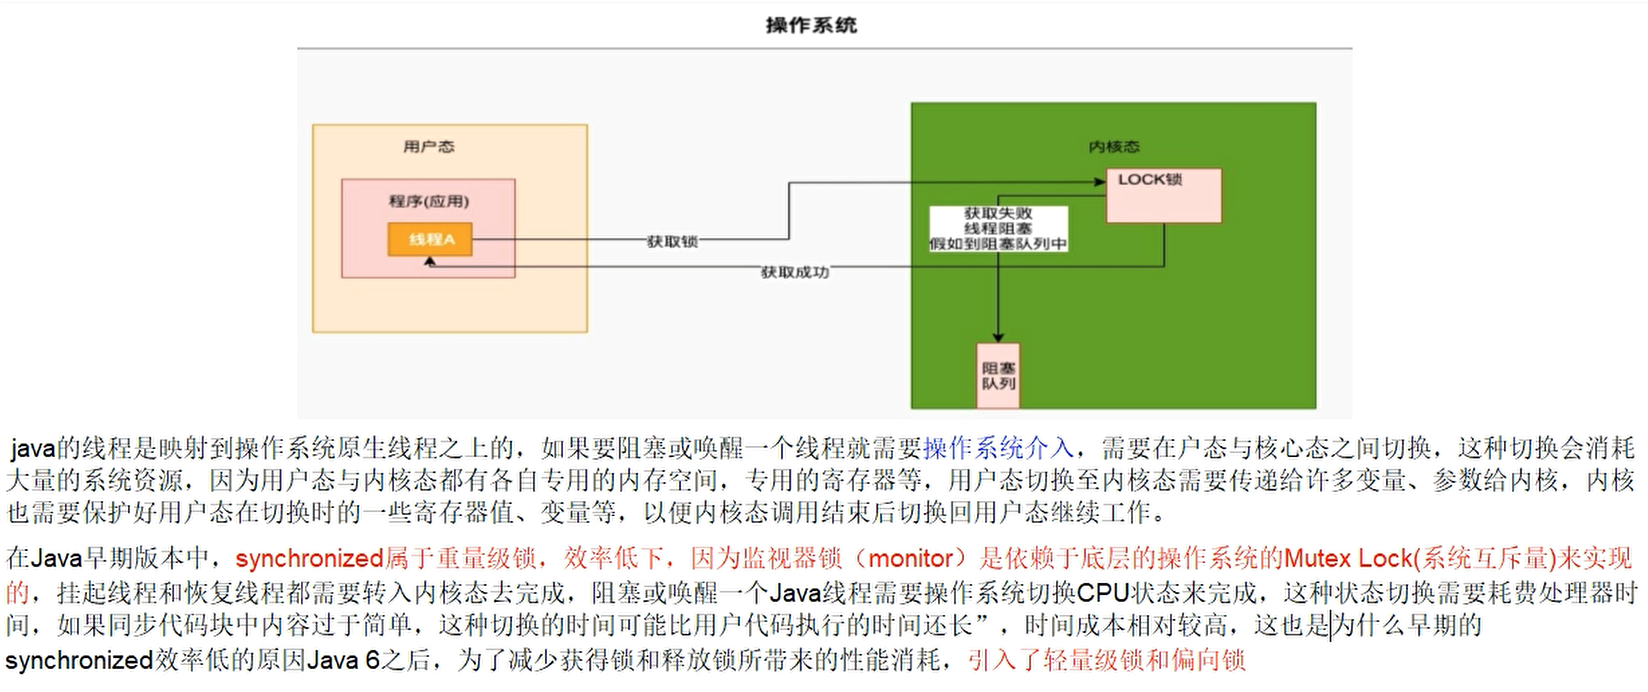 操作系统
用户态
程序(应用)
线程A
获取锁
获取成功
内核态
LOCK锁
获取失败
线程阻塞
假如到阻塞队列中
阻塞
队列
java的线程是映射到操作系统原生线程之上的，如果要阻塞或唤醒一个线程就需要操作系统介入，需要在户态与核心态之间切换，这种切换会消耗
大量的系统资源，因为用户态与内核态都有各自专用的内存空间，专用的寄存器等，用户态切换至内核态需要传递给许多变量、参数给内核，内核
也需要保护好用户态在切换时的一些寄存器值、变量等，以便内核态调用结束后切换回用户态继续工作。
在Java早期版本中，synchronized属于重量级锁，效率低下，因为监视器锁（monitor）是依赖于底层的操作系统的Mutex Lock(系统互斥量)来实现
的，挂起线程和恢复线程都需要转入内核态去完成，阻塞或唤醒一个Java线程需要操作系统切换CPU状态来完成，这种状态切换需要耗费处理器时
间，如果同步代码块中内容过于简单，这种切换的时间可能比用户代码执行的时间还长”，时间成本相对较高，这也是为什么早期的
synchronized效率低的原因Java 6之后，为了减少获得锁和释放锁所带来的性能消耗，引入了轻量级锁和偏向锁